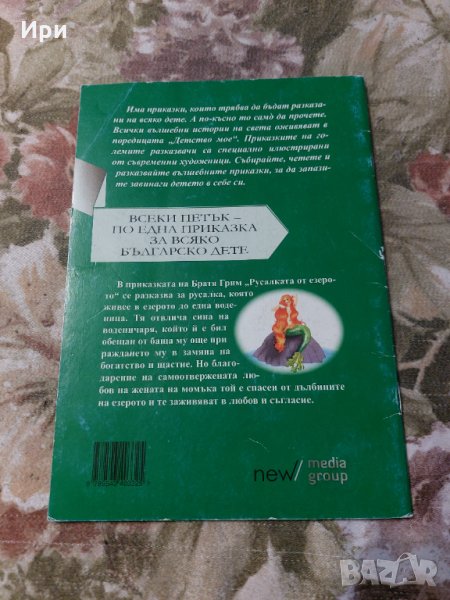 Ири
Има приказки, които трябва да бъдат разказа-
ни на всяко дете. А по-късно то само да прочете.
Всички вълшебни истории на света оживяват в
поредицата „Детство мое". Приказките на го-
лемите разказвачи са специално илюстрирани
от съвременни художници. Събирайте, четете и
разказвайте вълшебните приказки, за да запази-
те завинаги детето в себе си.
ВСЕКИ ПЕТЪК –
ПО ЕДНА ПРИКАЗКА
ЗА ВСЯКО
БЪЛГАРСКО ДЕТЕ
В приказката на Братя Грим „Русалката от езеро-
то" се разказва за русалка, която
живее в езерото до една воде-
ница. Тя отвлича сина на
воденичаря, който ѝ е бил
обещан от баща му още при
раждането му в замяна на
богатство и щастие. Но благо-
дарение на самоотвержената лю-
бов на жената на момъка той е спасен от дълбините
на езерото и те заживяват в любов и съгласие.
new/ media
group
BAZAR